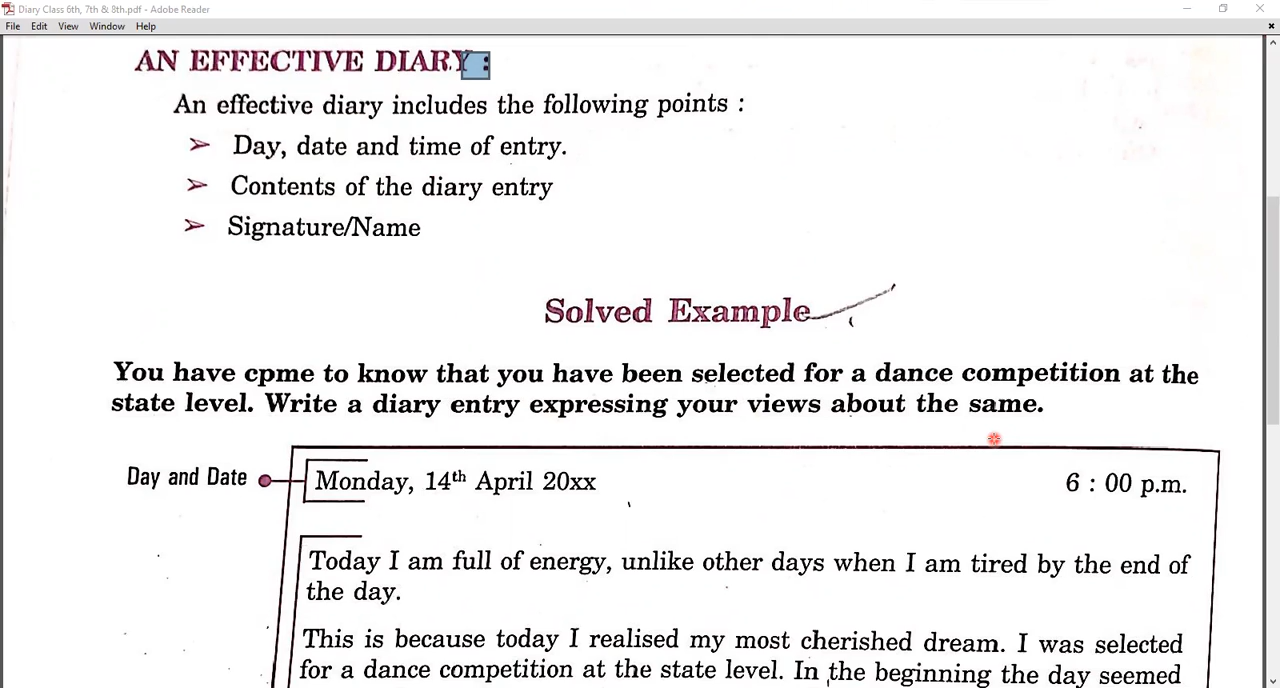 Diary Class 6th, 7th & 8th.pdf - Adobe Reader
File Edit View Window Help
AN EFFECTIVE DIARY :
An effective diary includes the following points :
➢ Day, date and time of entry.
➢ Contents of the diary entry
➢ Signature/Name
Solved Example
You have cpme to know that you have been selected for a dance competition at the
state level. Write a diary entry expressing your views about the same.
Day and Date
Monday, 14th April 20xx 6 : 00 p.m.
Today I am full of energy, unlike other days when I am tired by the end of
the day.
This is because today I realised my most cherished dream. I was selected
for a dance competition at the state level. In the beginning the day seemed